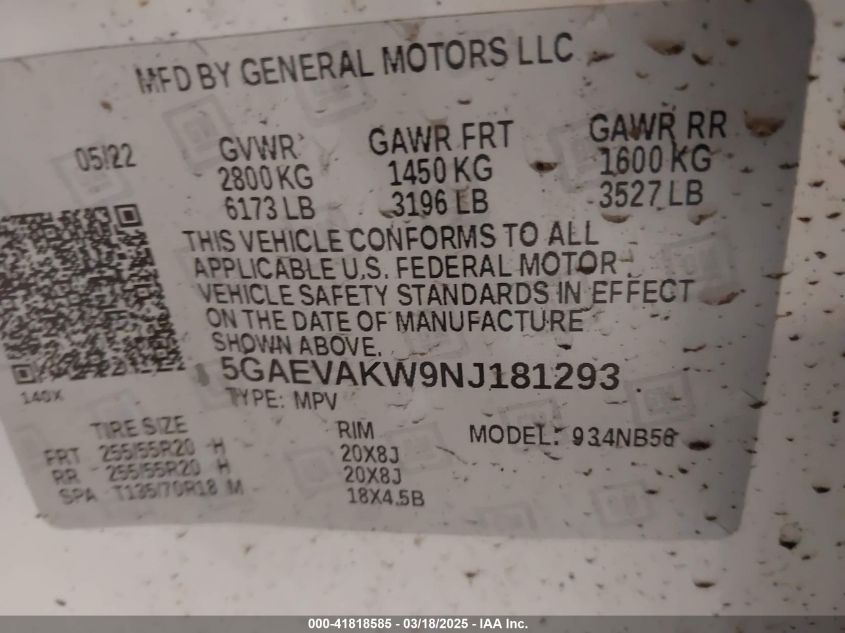 MFD BY GENERAL MOTORS LLC
05/22 GVWR GAWR FRT GAWR RR
2800 KG 1450 KG 1600 KG
6173 LB 3196 LB 3527 LB
THIS VEHICLE CONFORMS TO ALL
APPLICABLE U.S. FEDERAL MOTOR
VEHICLE SAFETY STANDARDS IN EFFECT
ON THE DATE OF MANUFACTURE
SHOWN ABOVE.
5GAEVAKW9NJ181293
140X TYPE: MPV
TIRE SIZE RIM MODEL: 934NB56
FRT 255/55R20 H 20X8J
RR 255/55R20 H 20X8J
SPA T135/70R18 M 18X4.5B
000-41818585 - 03/18/2025 - IAA Inc.